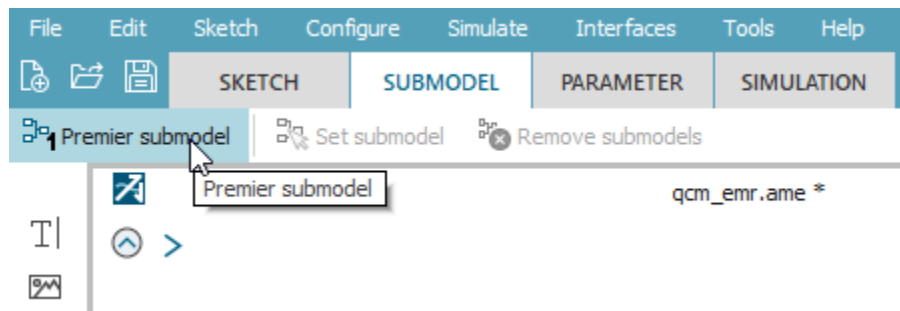 File Edit Sketch Configure Simulate Interfaces Tools Help
SKETCH SUBMODEL PARAMETER SIMULATION
1 Premier submodel Set submodel Remove submodels
Premier submodel qcm_emr.ame *
T